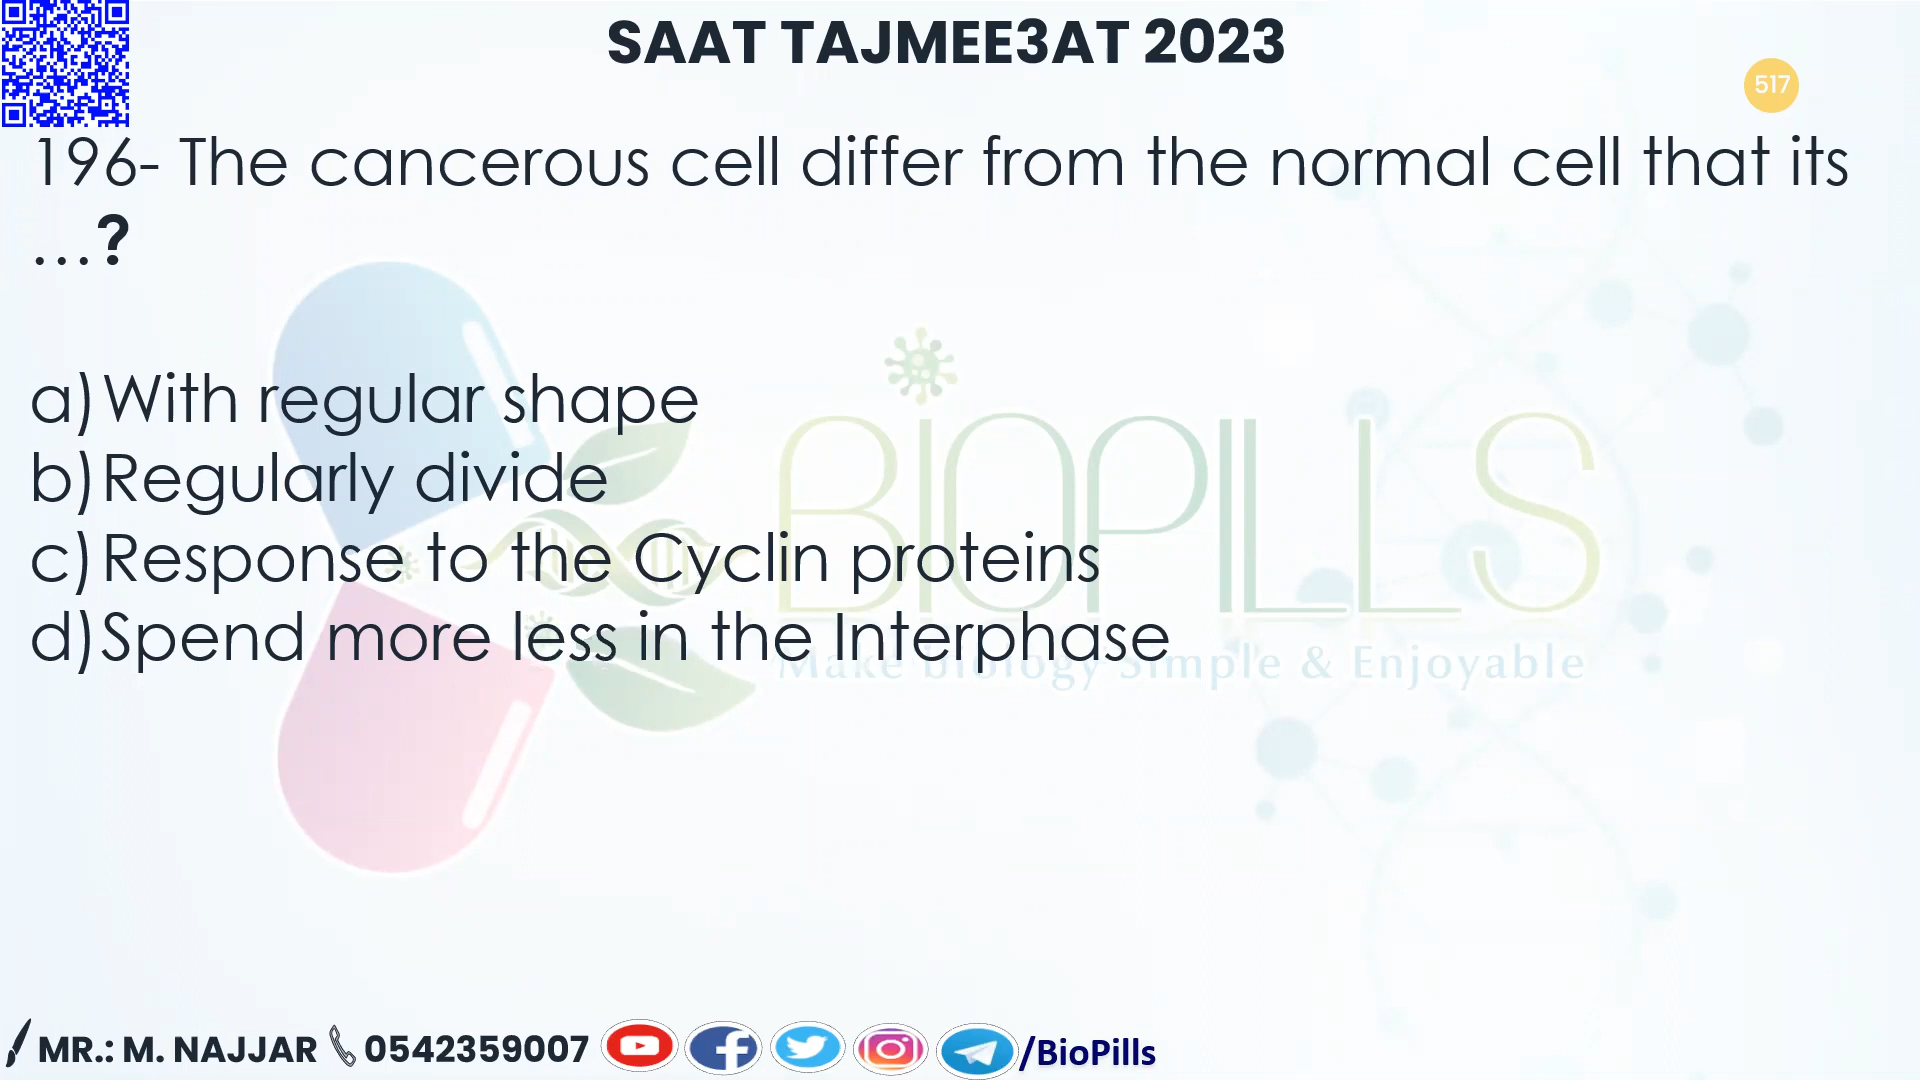 SAAT TAJMEE3AT 2023
517
196- The cancerous cell differ from the normal cell that its
...?
a) With regular shape
b) Regularly divide
c) Response to the Cyclin proteins
d) Spend more less in the Interphase
BiOPILLS
Make biology Simple & Enjoyable
MR.: M. NAJJAR 0542359007 /BioPills